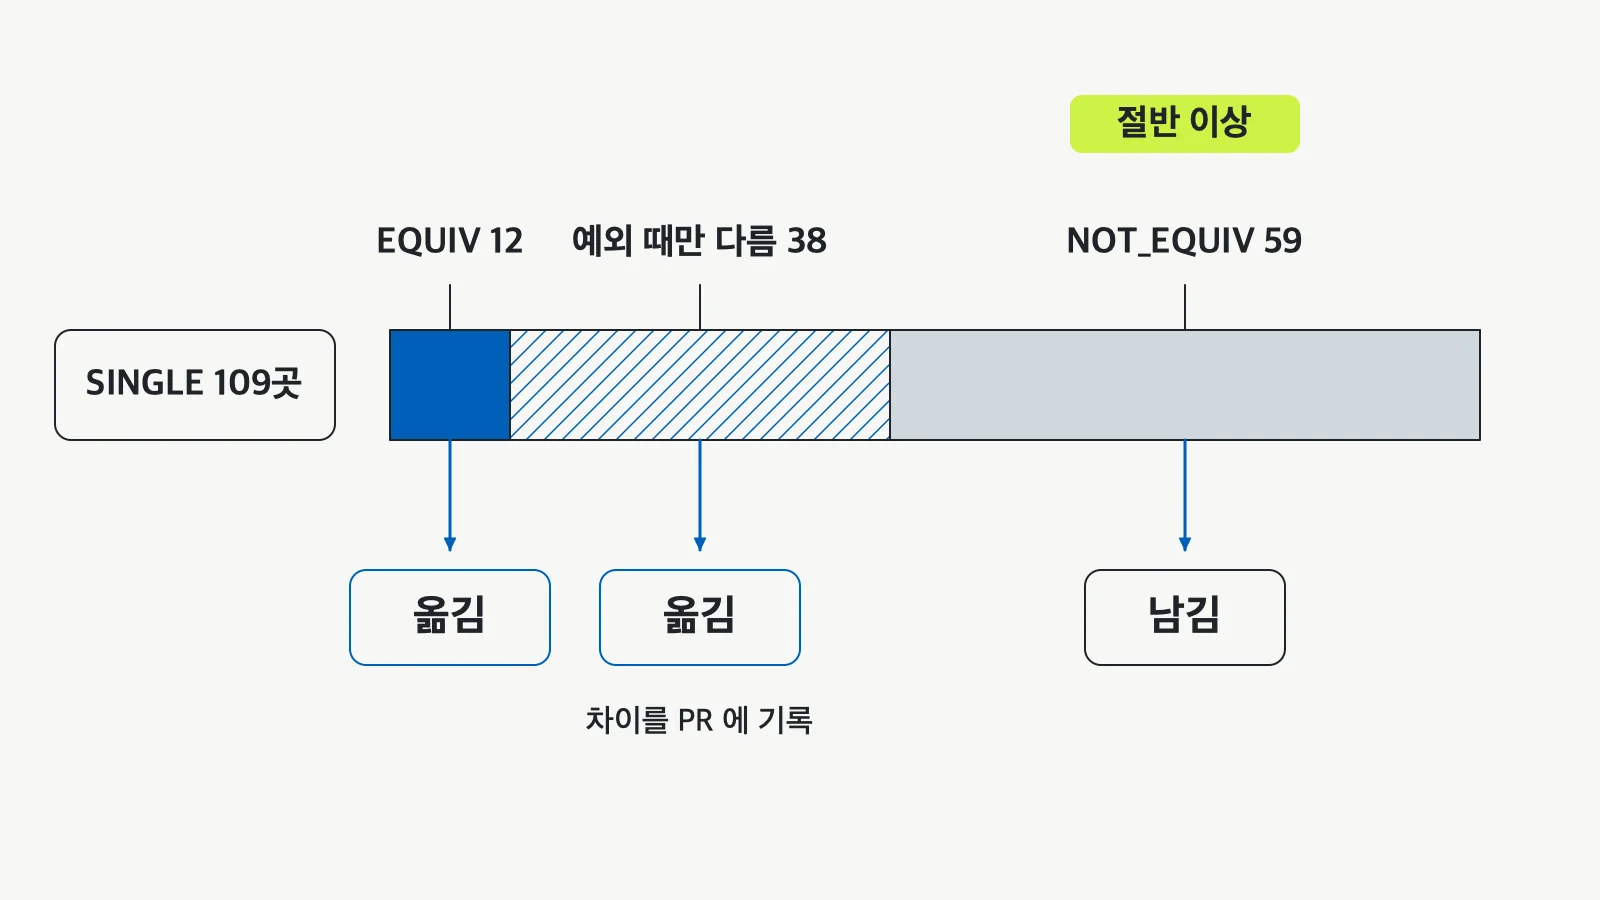 절반 이상
EQUIV 12
예외 때만 다름 38
NOT_EQUIV 59
SINGLE 109곳
옮김
옮김
남김
차이를 PR 에 기록